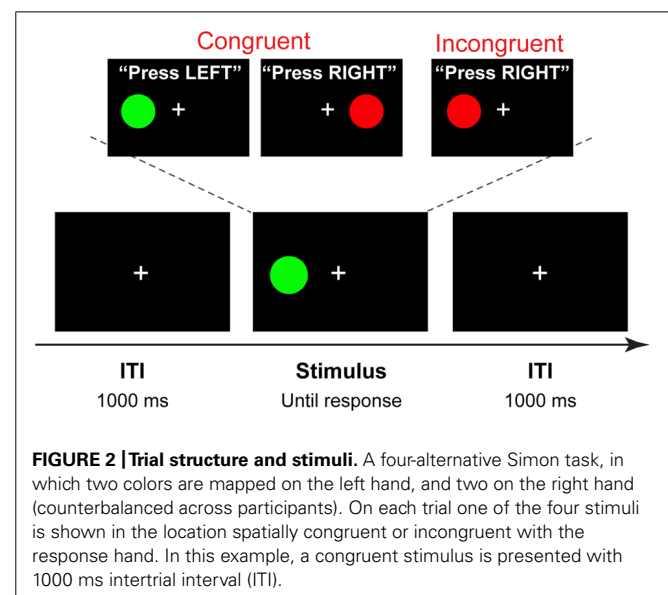 Congruent Incongruent
“Press LEFT” “Press RIGHT” “Press RIGHT”
ITI Stimulus ITI
1000 ms Until response 1000 ms
FIGURE 2 | Trial structure and stimuli. A four-alternative Simon task, in
which two colors are mapped on the left hand, and two on the right hand
(counterbalanced across participants). On each trial one of the four stimuli
is shown in the location spatially congruent or incongruent with the
response hand. In this example, a congruent stimulus is presented with
1000 ms intertrial interval (ITI).